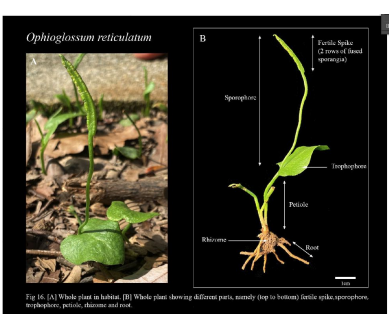 Ophioglossum reticulatum
A
B
Fertile Spike
(2 rows of fused
sporangia)
Sporophore
Trophophore
Petiole
Rhizome
Root
1cm
Fig 16. [A] Whole plant in habitat. [B] Whole plant showing different parts, namely (top to bottom) fertile spike,sporophore,
trophophore, petiole, rhizome and root.